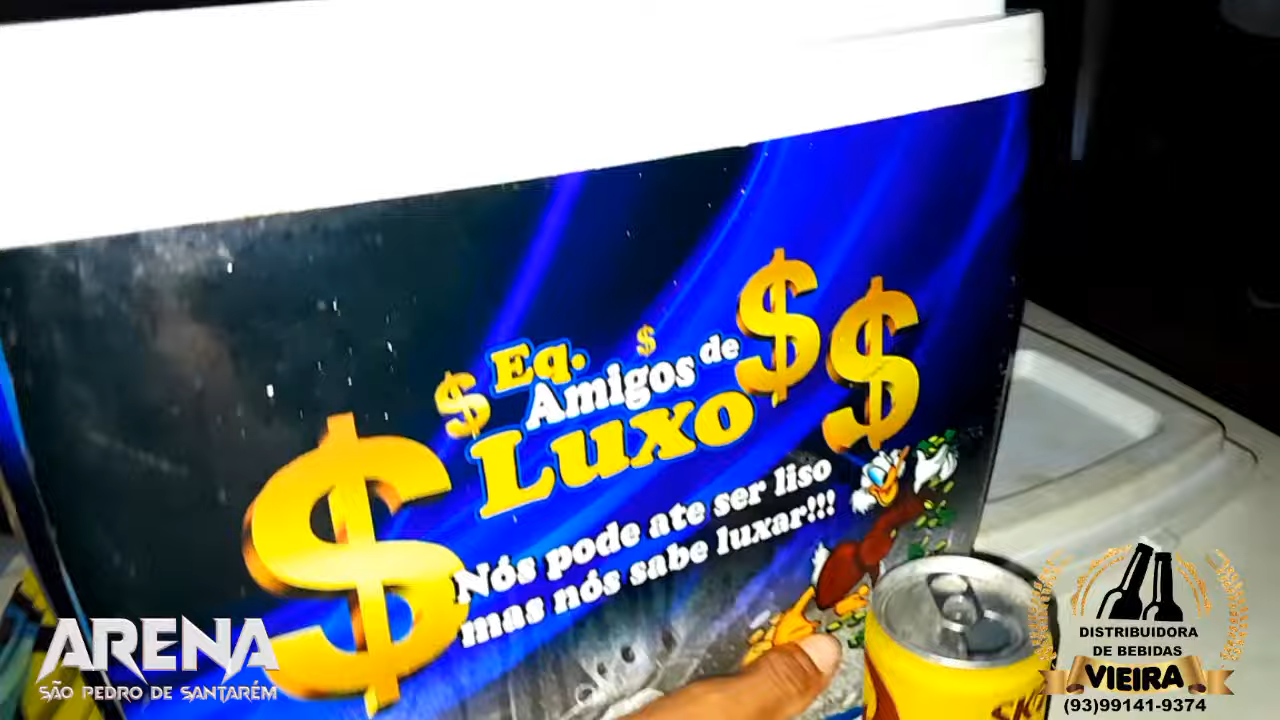 Eq.
Amigos de
Luxo
Nós pode ate ser liso
mas nós sabe luxar!!!
ARENA
SÃO PEDRO DE SANTARÉM
DISTRIBUIDORA
DE BEBIDAS
VIEIRA
(93)99141-9374